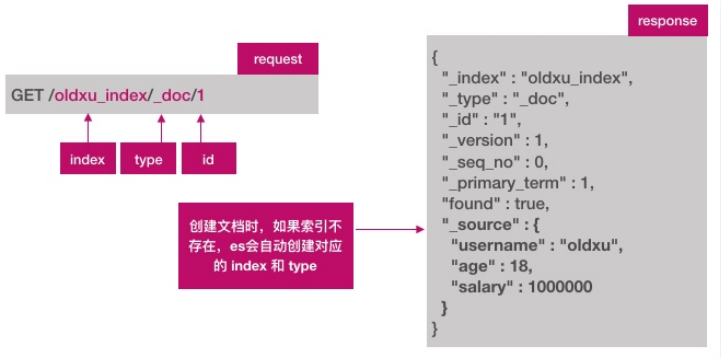 request
GET /oldxu_index/_doc/1
index
type
id
创建文档时，如果索引不
存在，es会自动创建对应
的 index 和 type
response
{
"_index" : "oldxu_index",
"_type" : "_doc",
"_id" : "1",
"_version" : 1,
"_seq_no" : 0,
"_primary_term" : 1,
"found" : true,
"_source" : {
"username" : "oldxu",
"age" : 18,
"salary" : 1000000
}
}